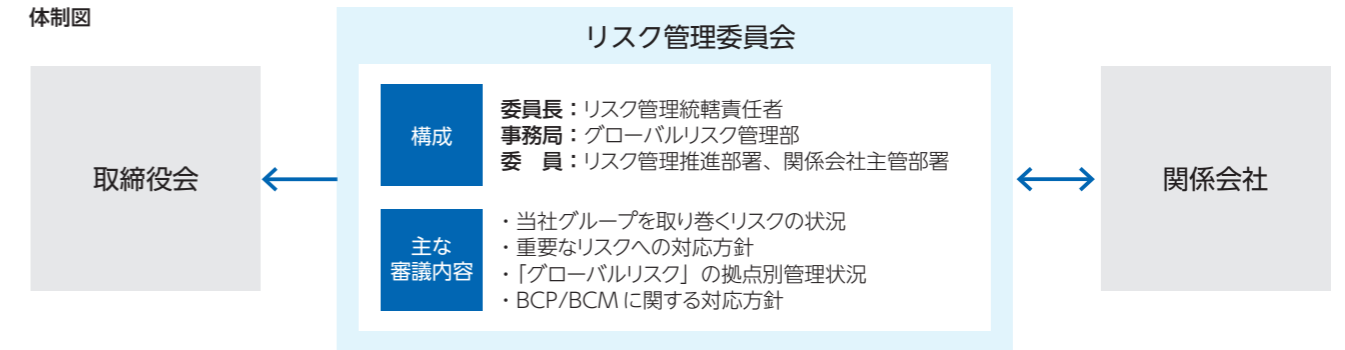 体制図
リスク管理委員会
取締役会
構成
委員長：リスク管理統轄責任者
事務局：グローバルリスク管理部
委　員：リスク管理推進部署、関係会社主管部署
主な
審議内容
・当社グループを取り巻くリスクの状況
・重要なリスクへの対応方針
・「グローバルリスク」の拠点別管理状況
・BCP/BCMに関する対応方針
関係会社